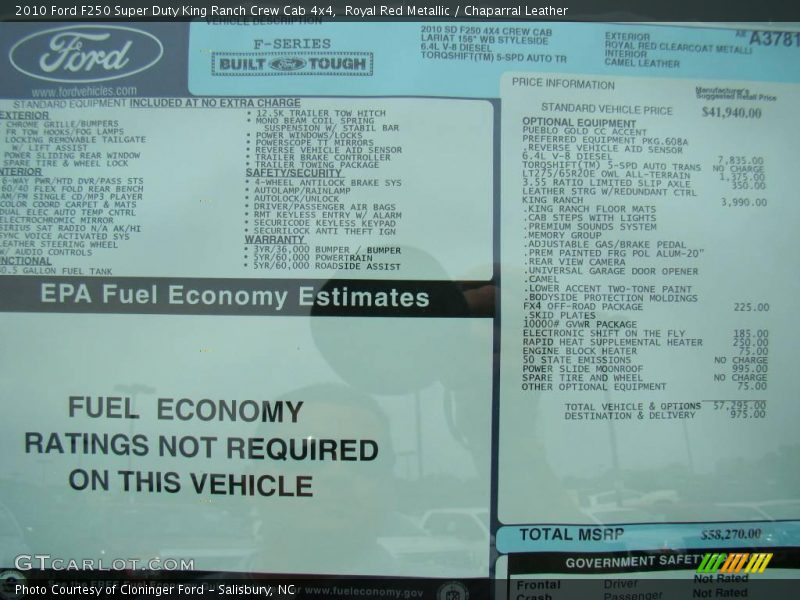 2010 Ford F250 Super Duty King Ranch Crew Cab 4x4,  Royal Red Metallic / Chaparral Leather
VEHICLE DESCRIPTION
Ford
www.fordvehicles.com
F-SERIES
BUILT Ford TOUGH
2010 SD F250 4X4 CREW CAB
LARIAT 156" WB STYLESIDE
6.4L V-8 DIESEL
TORQSHIFT(TM) 5-SPD AUTO TR
EXTERIOR
ROYAL RED CLEARCOAT METALLI
INTERIOR
CAMEL LEATHER
A3781
STANDARD EQUIPMENT INCLUDED AT NO EXTRA CHARGE
EXTERIOR
CHROME GRILLE/BUMPERS
FR TOW HOOKS/FOG LAMPS
LOCKING REMOVABLE TAILGATE
W/ LIFT ASSIST
POWER SLIDING REAR WINDOW
SPARE TIRE & WHEEL LOCK
INTERIOR
6-WAY PWR/HTD DVR/PASS STS
60/40 FLEX FOLD REAR BENCH
AM/FM SINGLE CD/MP3 PLAYER
COLOR COORD CARPET & MATS
DUAL ELEC AUTO TEMP CNTRL
ELECTROCHROMIC MIRROR
SIRIUS SAT RADIO N/A AK/HI
SYNC VOICE ACTIVATED SYS
LEATHER STEERING WHEEL
W/ AUDIO CONTROLS
FUNCTIONAL
30.5 GALLON FUEL TANK
• 12.5K TRAILER TOW HITCH
• MONO BEAM COIL SPRING
SUSPENSION W/ STABIL BAR
• POWER WINDOWS/LOCKS
• POWERSCOPE TT MIRRORS
• REVERSE VEHICLE AID SENSOR
• TRAILER BRAKE CONTROLLER
• TRAILER TOWING PACKAGE
SAFETY/SECURITY
• 4-WHEEL ANTILOCK BRAKE SYS
• AUTOLAMP/RAINLAMP
• AUTOLOCK/UNLOCK
• DRIVER/PASSENGER AIR BAGS
• RMT KEYLESS ENTRY W/ ALARM
• SECURICODE KEYLESS KEYPAD
• SECURILOCK ANTI THEFT IGN
WARRANTY
• 3YR/36,000 BUMPER / BUMPER
• 5YR/60,000 POWERTRAIN
• 5YR/60,000 ROADSIDE ASSIST
PRICE INFORMATION
Manufacturer's
Suggested Retail Price
STANDARD VEHICLE PRICE $41,940.00
OPTIONAL EQUIPMENT
PUEBLO GOLD CC ACCENT
PREFERRED EQUIPMENT PKG.608A
.REVERSE VEHICLE AID SENSOR
6.4L V-8 DIESEL 7,835.00
TORQSHIFT(TM) 5-SPD AUTO TRANS NO CHARGE
LT275/65R20E OWL ALL-TERRAIN 1,375.00
3.55 RATIO LIMITED SLIP AXLE 350.00
LEATHER STRG W/REDUNDANT CTRL
KING RANCH 3,990.00
.KING RANCH FLOOR MATS
.CAB STEPS WITH LIGHTS
.PREMIUM SOUNDS SYSTEM
.MEMORY GROUP
.ADJUSTABLE GAS/BRAKE PEDAL
.PREM PAINTED FRG POL ALUM-20"
.REAR VIEW CAMERA
.UNIVERSAL GARAGE DOOR OPENER
.CAMEL
.LOWER ACCENT TWO-TONE PAINT
.BODYSIDE PROTECTION MOLDINGS
FX4 OFF-ROAD PACKAGE 225.00
.SKID PLATES
10000# GVWR PACKAGE
ELECTRONIC SHIFT ON THE FLY 185.00
RAPID HEAT SUPPLEMENTAL HEATER 250.00
ENGINE BLOCK HEATER 75.00
50 STATE EMISSIONS NO CHARGE
POWER SLIDE MOONROOF 995.00
SPARE TIRE AND WHEEL NO CHARGE
OTHER OPTIONAL EQUIPMENT 75.00
TOTAL VEHICLE & OPTIONS 57,295.00
DESTINATION & DELIVERY 975.00
EPA Fuel Economy Estimates
FUEL ECONOMY
RATINGS NOT REQUIRED
ON THIS VEHICLE
TOTAL MSRP $58,270.00
GOVERNMENT SAFETY
Frontal Driver Not Rated
Crash Passenger Not Rated
www.fueleconomy.gov
GTcarlot.com
Photo Courtesy of Cloninger Ford - Salisbury, NC